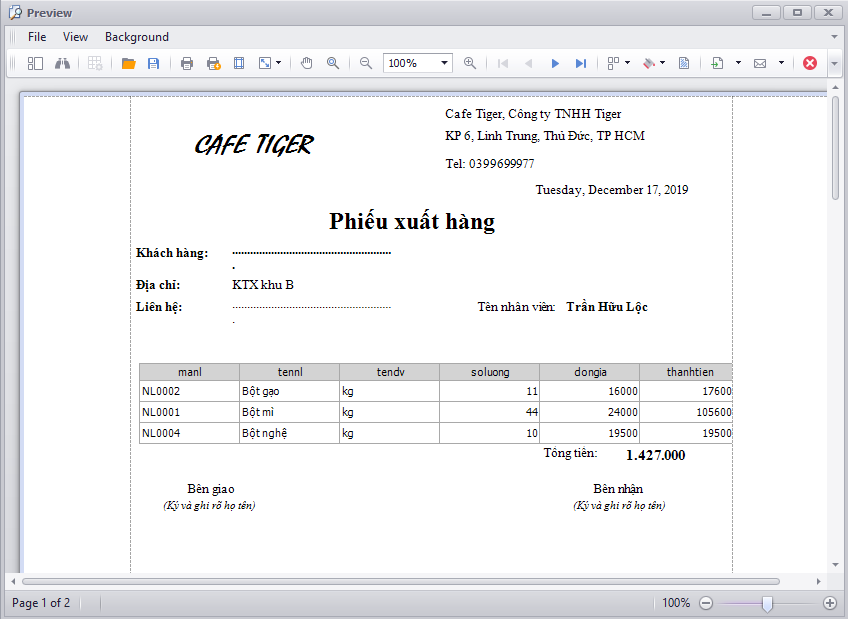 Preview
File View Background
100%
Cafe Tiger, Công ty TNHH Tiger
CAFE TIGER
KP 6, Linh Trung, Thủ Đức, TP HCM
Tel: 0399699977
Tuesday, December 17, 2019
Phiếu xuất hàng
Khách hàng: ......................................................
.
Địa chỉ: KTX khu B
Liên hệ: ......................................................
.
Tên nhân viên: Trần Hữu Lộc
manl tennl tendv soluong dongia thanhtien
NL0002 Bột gạo kg 11 16000 17600
NL0001 Bột mì kg 44 24000 105600
NL0004 Bột nghệ kg 10 19500 19500
Tổng tiền: 1.427.000
Bên giao Bên nhận
(Ký và ghi rõ họ tên) (Ký và ghi rõ họ tên)
Page 1 of 2 100%